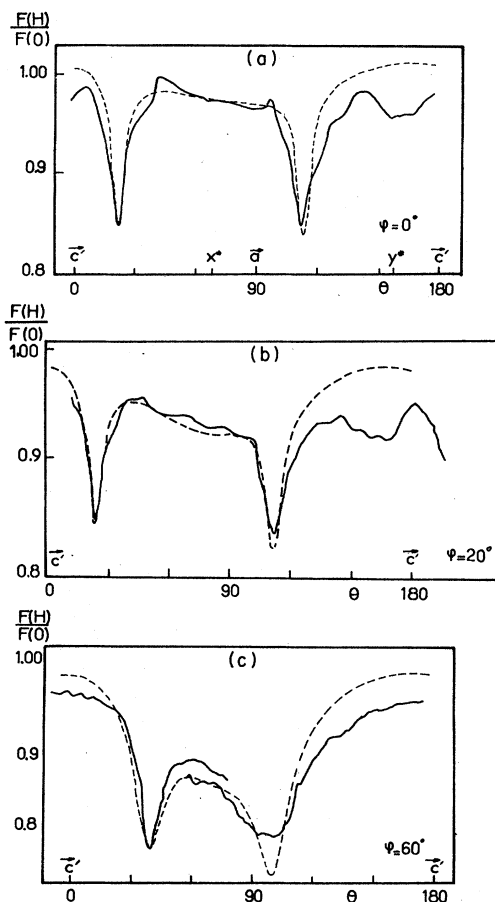 F(H)
F(0)
(a)
1.00
0.9
0.8
φ=0°
c' x* a y* c'
0 90 θ 180
F(H)
F(0)
(b)
1.00
0.9
0.8
φ=20°
c' c'
0 90 θ 180
F(H)
F(0)
(c)
1.00
0.9
0.8
φ=60°
c' c'
0 90 θ 180